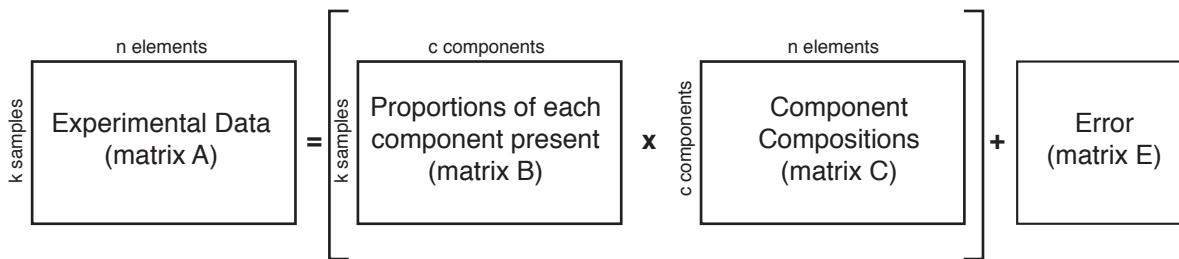 n elements
k samples
Experimental Data
(matrix A)
=
c components
k samples
Proportions of each
component present
(matrix B)
x
n elements
c components
Component
Compositions
(matrix C)
+
Error
(matrix E)